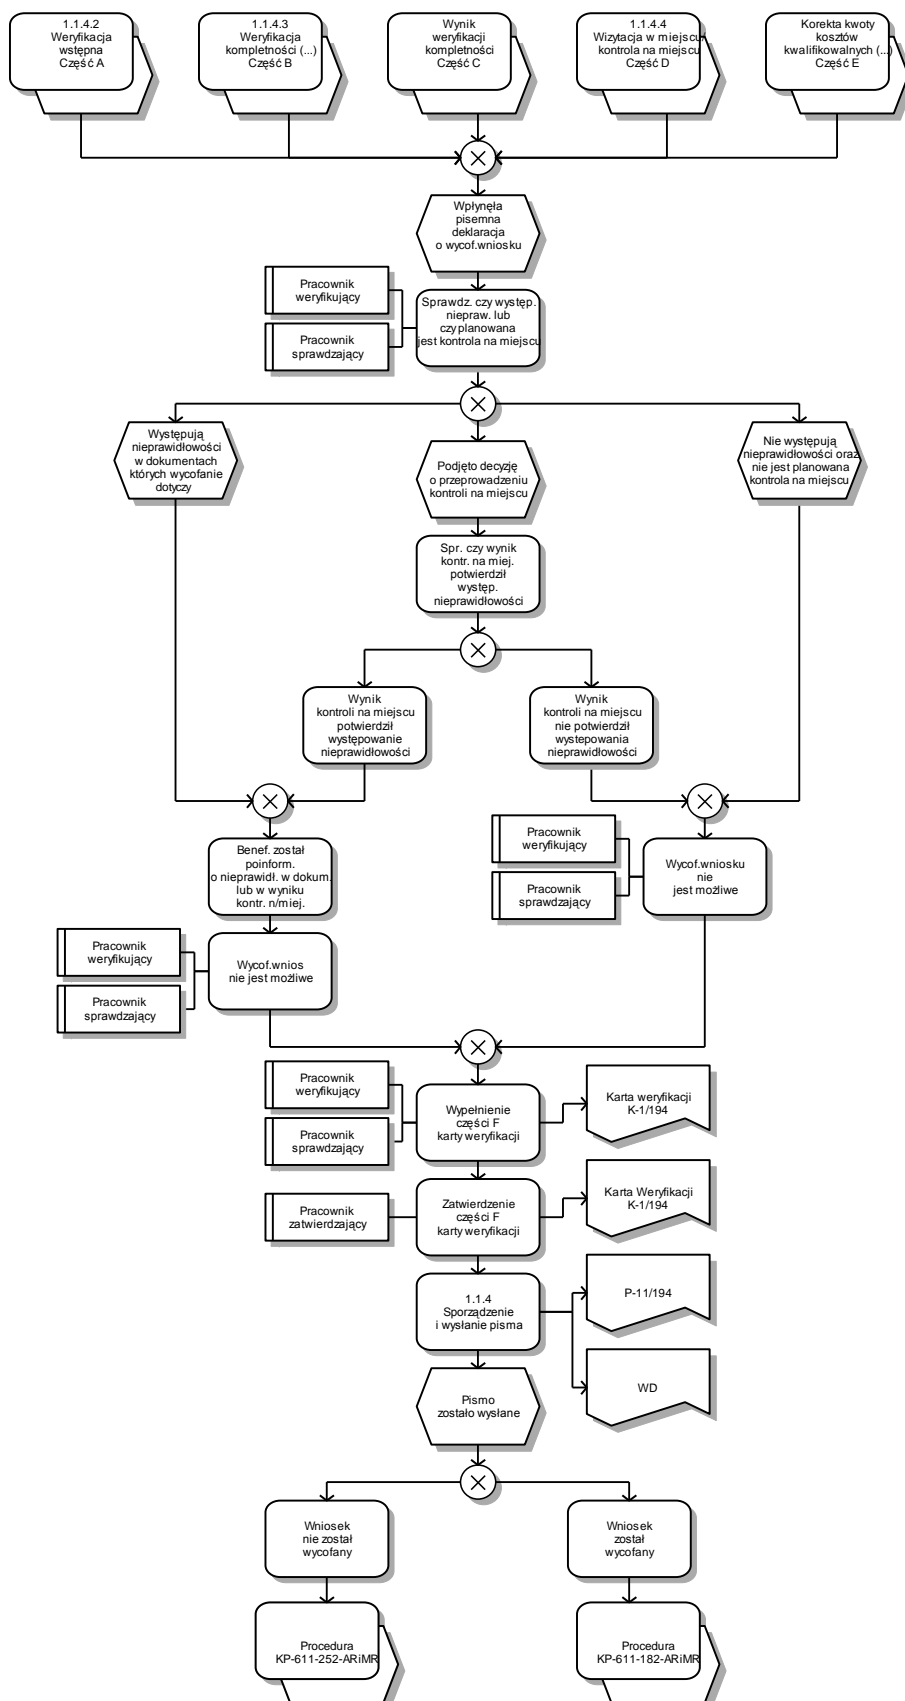 1.1.4.2
Weryfikacja
wstępna
Część A
1.1.4.3
Weryfikacja
kompletności (...)
Część B
Wynik
weryfikacji
kompletności
Część C
1.1.4.4
Wizytacja w miejscu/
kontrola na miejscu
Część D
Korekta kwoty
kosztów
kwalifikowalnych (...)
Część E
Wpłynęła
pisemna
deklaracja
o wycof.wniosku
Pracownik
weryfikujący
Pracownik
sprawdzający
Sprawdz. czy występ.
niepraw. lub
czy planowana
jest kontrola na miejscu
Występują
nieprawidłowości
w dokumentach
których wycofanie
dotyczy
Podjęto decyzję
o przeprowadzeniu
kontroli na miejscu
Nie występują
nieprawidłowości oraz
nie jest planowana
kontrola na miejscu
Spr. czy wynik
kontr. na miej.
potwierdził
występ.
nieprawidłowości
Wynik
kontroli na miejscu
potwierdził
występowanie
nieprawidłowości
Wynik
kontroli na miejscu
nie potwierdził
wystepowania
nieprawidłowości
Benef. został
poinform.
o nieprawidł. w dokum.
lub w wyniku
kontr. n/miej.
Pracownik
weryfikujący
Pracownik
sprawdzający
Wycof.wniosku
nie
jest możliwe
Pracownik
weryfikujący
Pracownik
sprawdzający
Wycof.wnios
nie jest możliwe
Pracownik
weryfikujący
Pracownik
sprawdzający
Wypełnienie
części F
karty weryfikacji
Karta weryfikacji
K-1/194
Pracownik
zatwierdzający
Zatwierdzenie
części F
karty weryfikacji
Karta Weryfikacji
K-1/194
1.1.4
Sporządzenie
i wysłanie pisma
P-11/194
WD
Pismo
zostało wysłane
Wniosek
nie został
wycofany
Wniosek
został
wycofany
Procedura
KP-611-252-ARiMR
Procedura
KP-611-182-ARiMR